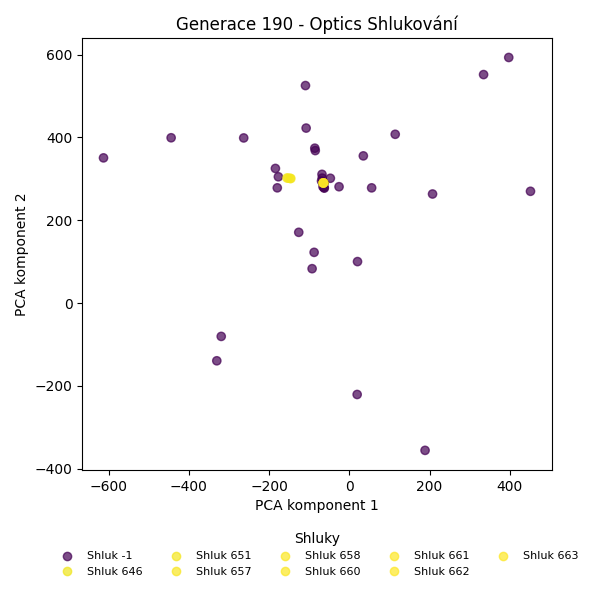 Generace 190 - Optics Shlukování
PCA komponent 2
600
400
200
0
−200
−400
−600 −400 −200 0 200 400
PCA komponent 1
Shluky
Shluk -1 Shluk 651 Shluk 658 Shluk 661 Shluk 663
Shluk 646 Shluk 657 Shluk 660 Shluk 662